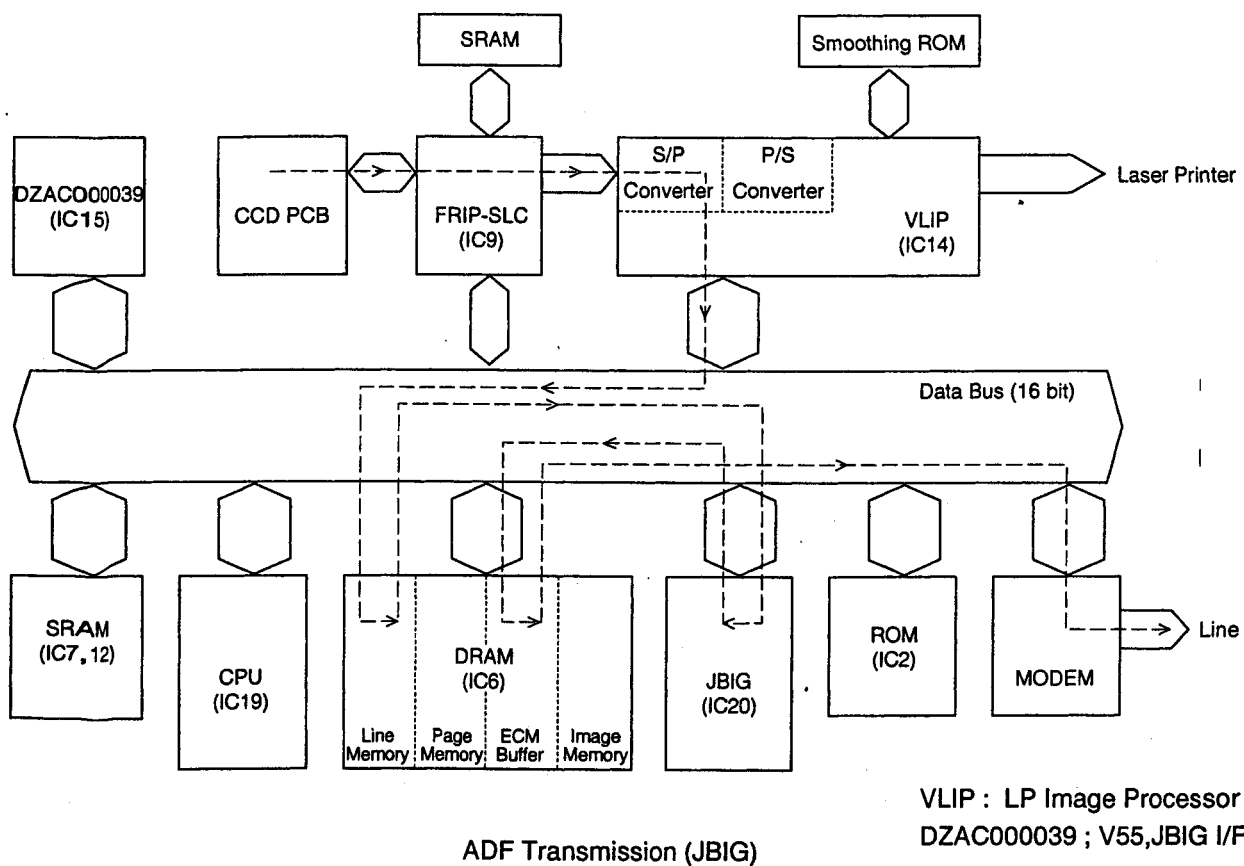 SRAM
Smoothing ROM
DZAC000039
(IC15)
CCD PCB
FRIP-SLC
(IC9)
S/P
Converter
P/S
Converter
VLIP
(IC14)
Laser Printer
Data Bus (16 bit)
SRAM
(IC7, 12)
CPU
(IC19)
DRAM
(IC6)
Line
Memory
Page
Memory
ECM
Buffer
Image
Memory
JBIG
(IC20)
ROM
(IC2)
MODEM
Line
VLIP : LP Image Processor
DZAC000039 ; V55,JBIG I/F
ADF Transmission (JBIG)